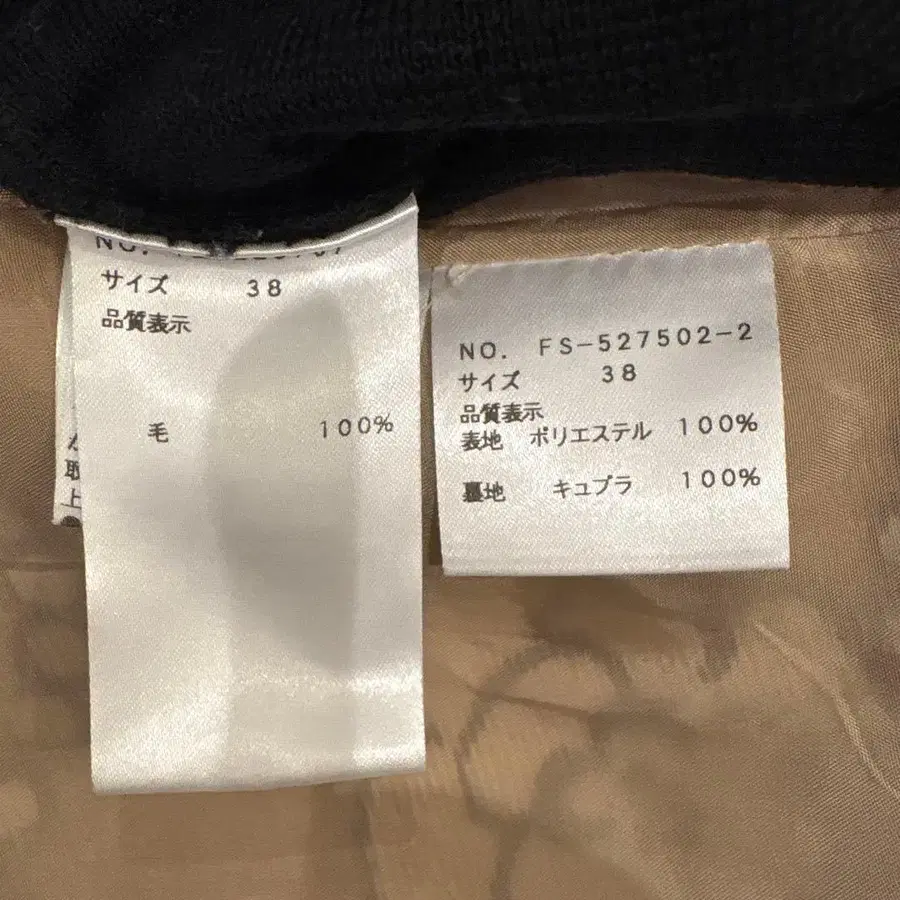 サイズ 38
品質表示
毛 100%
取
上
NO. FS-527502-2
サイズ 38
品質表示
表地 ポリエステル 100%
裏地 キュプラ 100%